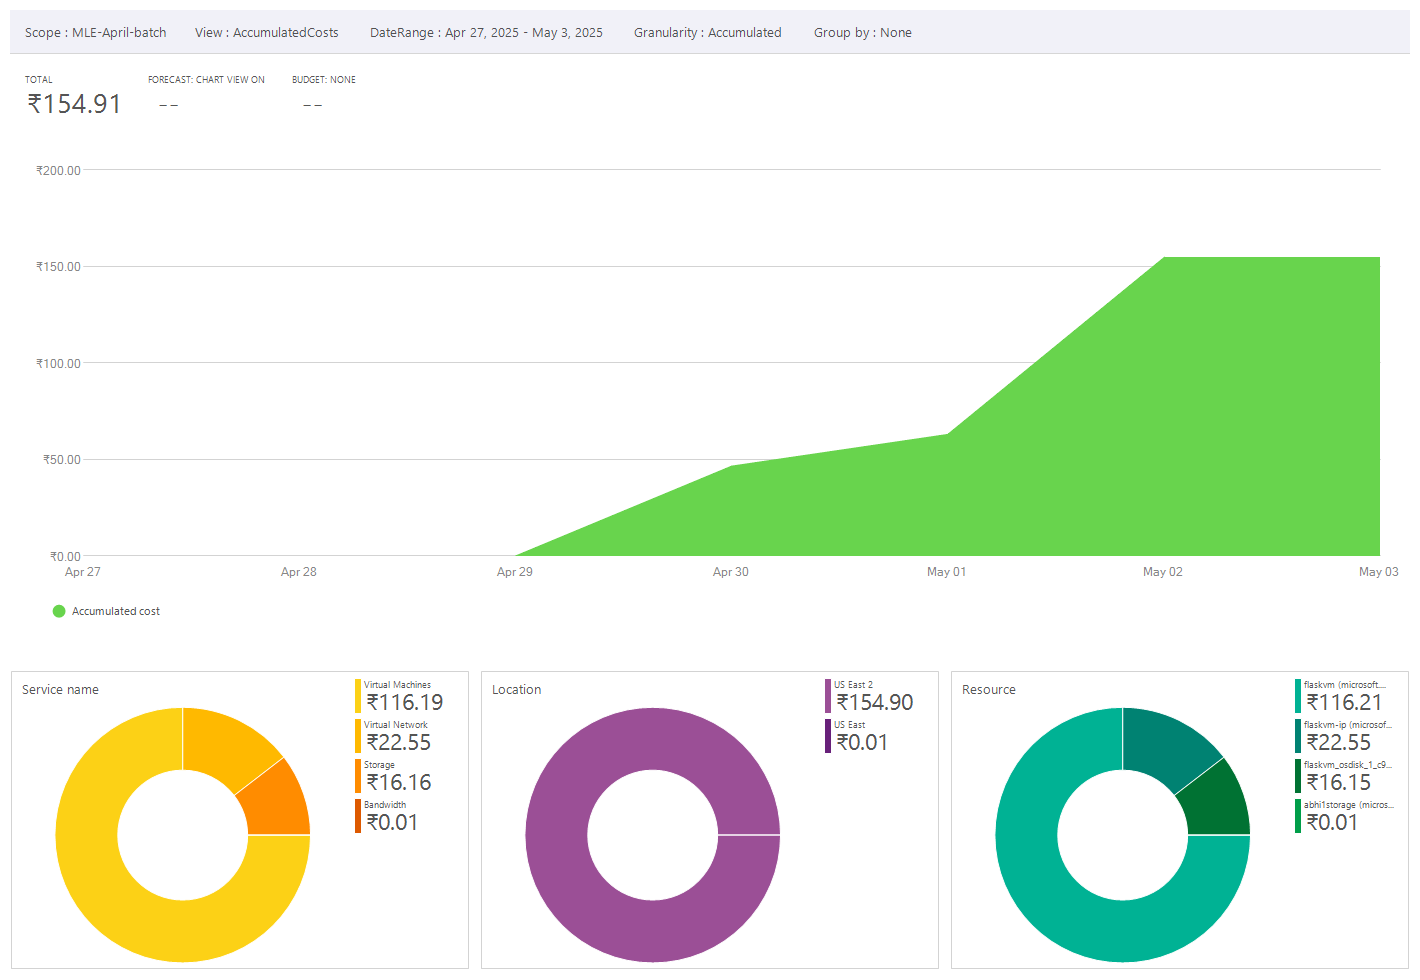 Scope : MLE-April-batch View : AccumulatedCosts DateRange : Apr 27, 2025 - May 3, 2025 Granularity : Accumulated Group by : None
TOTAL FORECAST: CHART VIEW ON BUDGET: NONE
₹154.91 -- --
₹200.00
₹150.00
₹100.00
₹50.00
₹0.00
Apr 27 Apr 28 Apr 29 Apr 30 May 01 May 02 May 03
Accumulated cost
Service name
Virtual Machines
₹116.19
Virtual Network
₹22.55
Storage
₹16.16
Bandwidth
₹0.01
Location
US East 2
₹154.90
US East
₹0.01
Resource
flaskvm (microsoft....
₹116.21
flaskvm-ip (microsof...
₹22.55
flaskvm_osdisk_1_c9...
₹16.15
abhi1storage (micros...
₹0.01